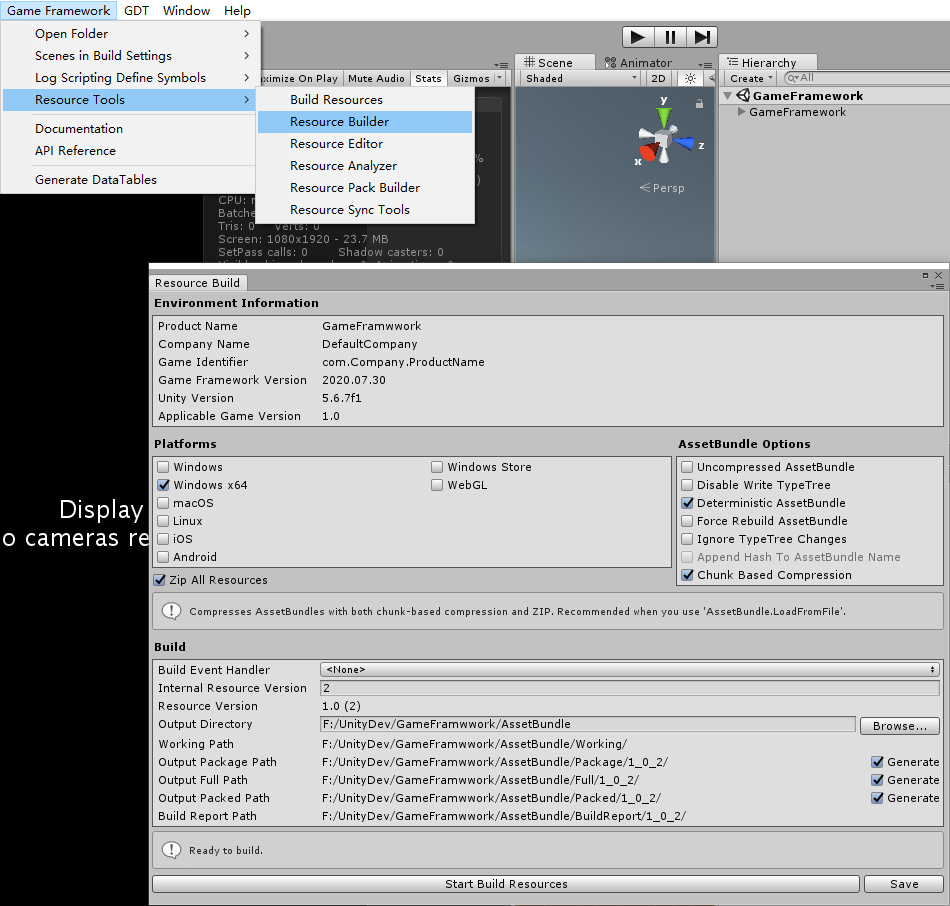 Game Framework GDT Window Help
Open Folder
Scenes in Build Settings
Log Scripting Define Symbols
Resource Tools
Documentation
API Reference
Generate DataTables
Build Resources
Resource Builder
Resource Editor
Resource Analyzer
Resource Pack Builder
Resource Sync Tools
On Play Mute Audio Stats Gizmos
Scene Animator
Shaded 2D
y
z
x
Persp
Hierarchy
Create All
GameFramework
GameFramework
%
)
CPU:
Tris: 0 Verts: 0
Screen: 1080x1920 - 23.7 MB
SetPass calls: 0 Shadow casters: 0
Display
o cameras re
Resource Build
Environment Information
Product Name GameFramwwork
Company Name DefaultCompany
Game Identifier com.Company.ProductName
Game Framework Version 2020.07.30
Unity Version 5.6.7f1
Applicable Game Version 1.0
Platforms
Windows Windows Store
Windows x64 WebGL
macOS
Linux
iOS
Android
Zip All Resources
AssetBundle Options
Uncompressed AssetBundle
Disable Write TypeTree
Deterministic AssetBundle
Force Rebuild AssetBundle
Ignore TypeTree Changes
Append Hash To AssetBundle Name
Chunk Based Compression
Compresses AssetBundles with both chunk-based compression and ZIP. Recommended when you use 'AssetBundle.LoadFromFile'.
Build
Build Event Handler <None>
Internal Resource Version 2
Resource Version 1.0 (2)
Output Directory F:/UnityDev/GameFramwwork/AssetBundle Browse...
Working Path F:/UnityDev/GameFramwwork/AssetBundle/Working/
Output Package Path F:/UnityDev/GameFramwwork/AssetBundle/Package/1_0_2/ Generate
Output Full Path F:/UnityDev/GameFramwwork/AssetBundle/Full/1_0_2/ Generate
Output Packed Path F:/UnityDev/GameFramwwork/AssetBundle/Packed/1_0_2/ Generate
Build Report Path F:/UnityDev/GameFramwwork/AssetBundle/BuildReport/1_0_2/
Ready to build.
Start Build Resources Save